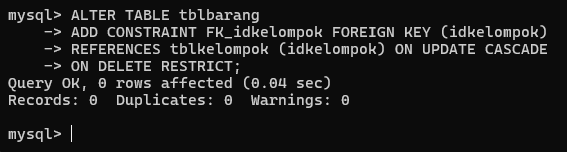 mysql> ALTER TABLE tblbarang
    -> ADD CONSTRAINT FK_idkelompok FOREIGN KEY (idkelompok)
    -> REFERENCES tblkelompok (idkelompok) ON UPDATE CASCADE
    -> ON DELETE RESTRICT;
Query OK, 0 rows affected (0.04 sec)
Records: 0  Duplicates: 0  Warnings: 0

mysql>